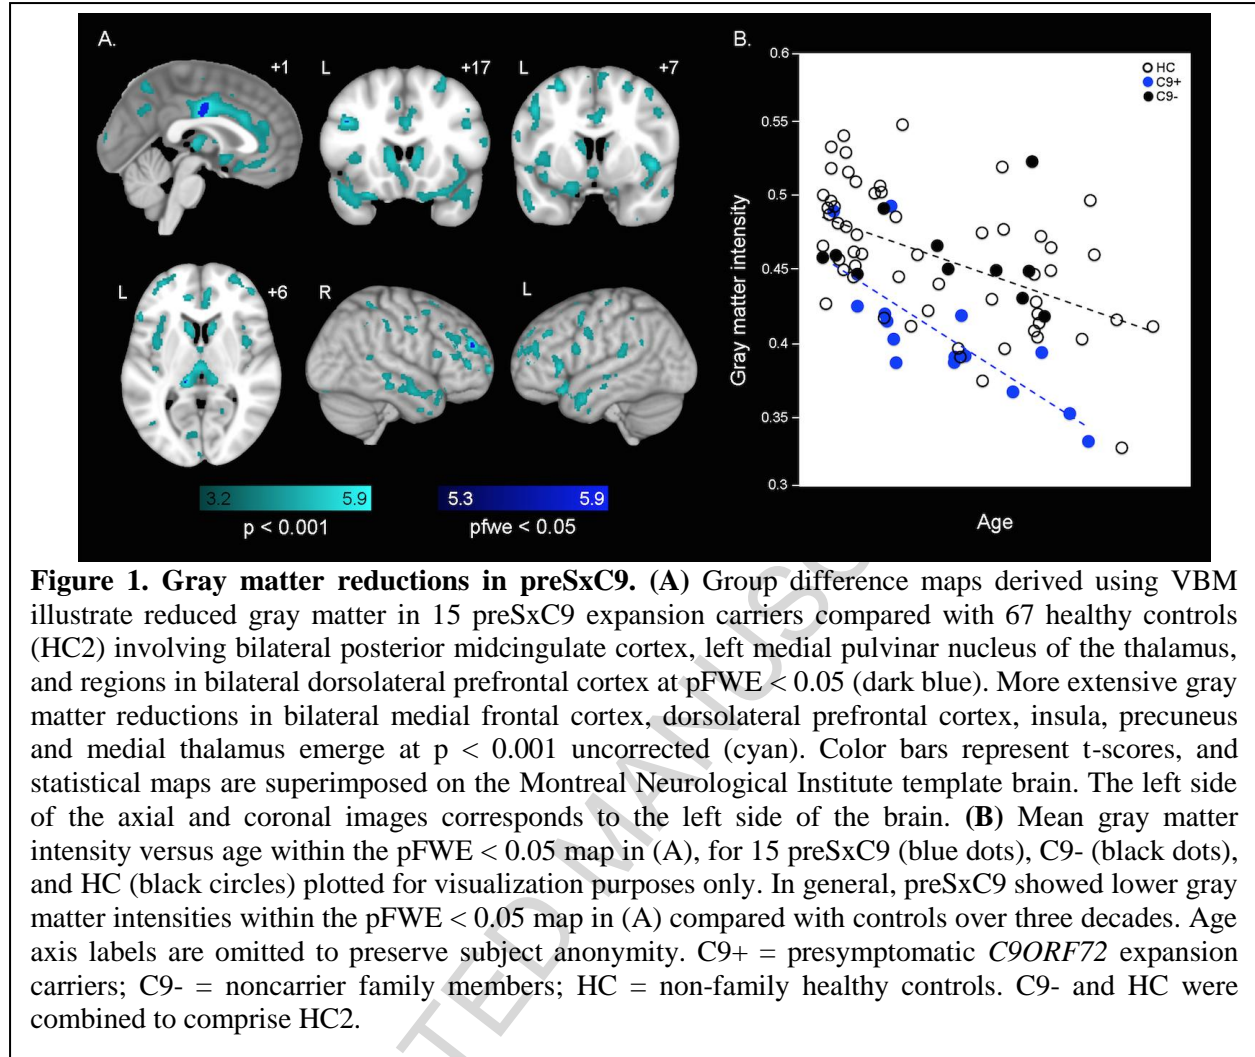 A.
+1
L
+17
L
+7
L
+6
R
L
3.2 5.9
p < 0.001
5.3 5.9
pfwe < 0.05
B.
0.6
0.55
0.5
0.45
0.4
0.35
0.3
Gray matter intensity
Age
HC
C9+
C9-
Figure 1. Gray matter reductions in preSxC9. (A) Group difference maps derived using VBM
illustrate reduced gray matter in 15 preSxC9 expansion carriers compared with 67 healthy controls
(HC2) involving bilateral posterior midcingulate cortex, left medial pulvinar nucleus of the thalamus,
and regions in bilateral dorsolateral prefrontal cortex at pFWE < 0.05 (dark blue). More extensive gray
matter reductions in bilateral medial frontal cortex, dorsolateral prefrontal cortex, insula, precuneus
and medial thalamus emerge at p < 0.001 uncorrected (cyan). Color bars represent t-scores, and
statistical maps are superimposed on the Montreal Neurological Institute template brain. The left side
of the axial and coronal images corresponds to the left side of the brain. (B) Mean gray matter
intensity versus age within the pFWE < 0.05 map in (A), for 15 preSxC9 (blue dots), C9- (black dots),
and HC (black circles) plotted for visualization purposes only. In general, preSxC9 showed lower gray
matter intensities within the pFWE < 0.05 map in (A) compared with controls over three decades. Age
axis labels are omitted to preserve subject anonymity. C9+ = presymptomatic C9ORF72 expansion
carriers; C9- = noncarrier family members; HC = non-family healthy controls. C9- and HC were
combined to comprise HC2.
TED MANUSC